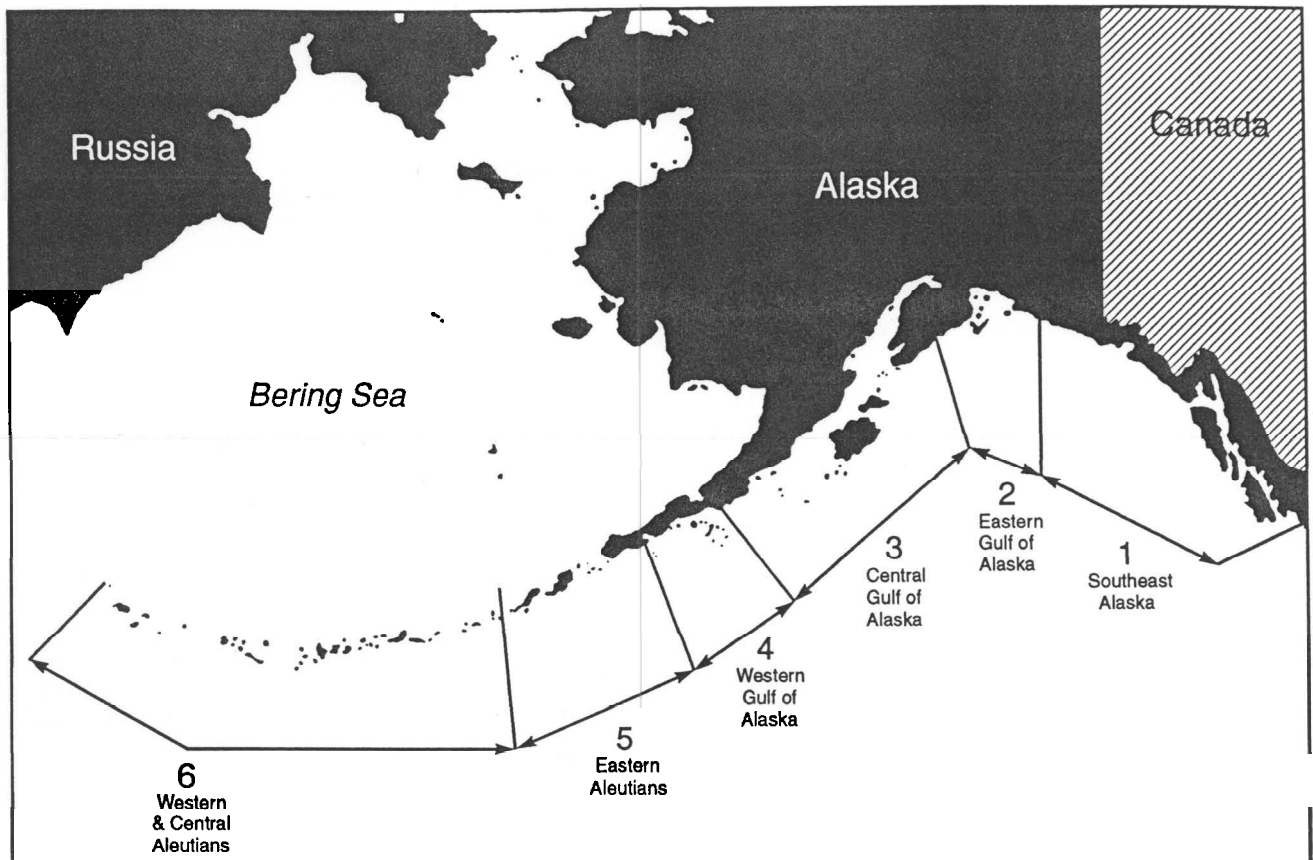 Russia
Alaska
Canada
Bering Sea
1
Southeast
Alaska
2
Eastern
Gulf of
Alaska
3
Central
Gulf of
Alaska
4
Western
Gulf of
Alaska
5
Eastern
Aleutians
6
Western
& Central
Aleutians